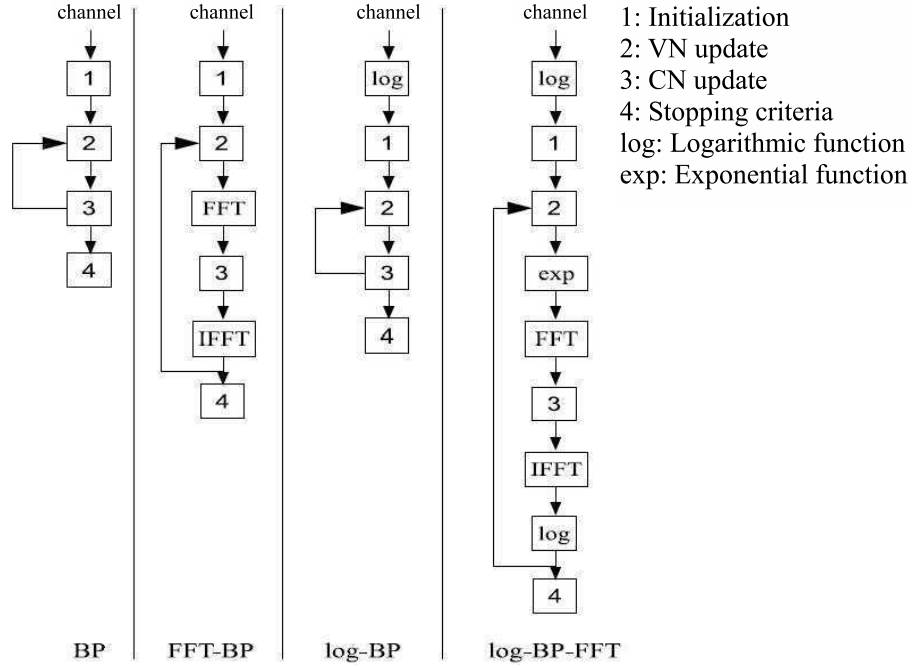 channel
1
2
3
4
BP
channel
1
2
FFT
3
IFFT
4
FFT-BP
channel
log
1
2
3
4
log-BP
channel
log
1
2
exp
FFT
3
IFFT
log
4
log-BP-FFT
1: Initialization
2: VN update
3: CN update
4: Stopping criteria
log: Logarithmic function
exp: Exponential function